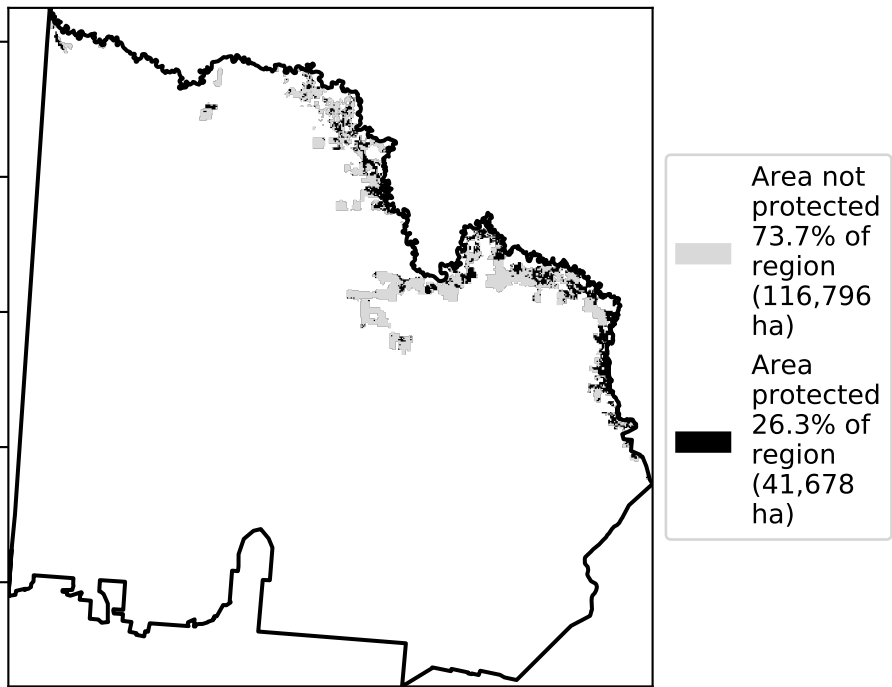 Area not
protected
73.7% of
region
(116,796
ha)
Area
protected
26.3% of
region
(41,678
ha)